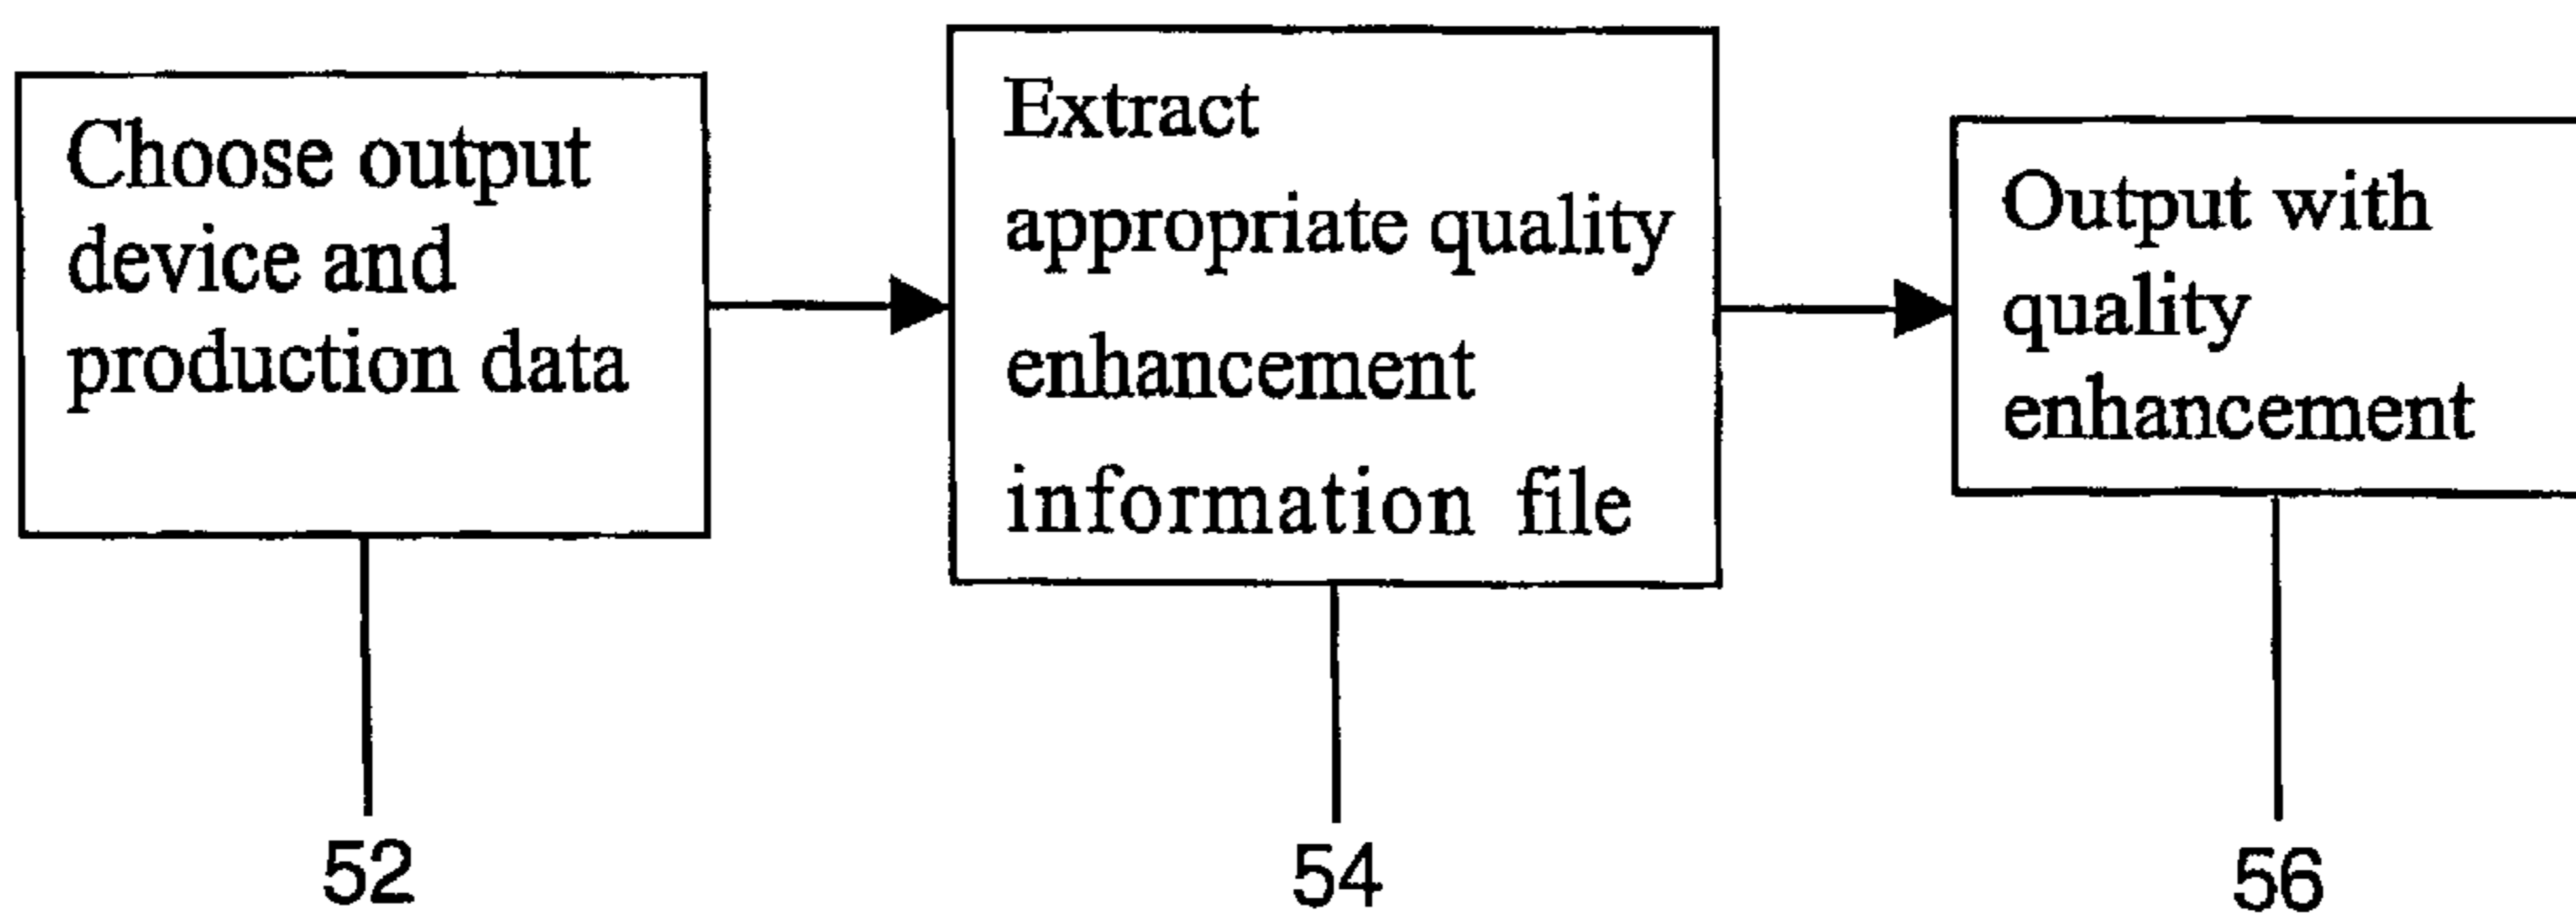 Choose output
device and
production data
Extract
appropriate quality
enhancement
information file
Output with
quality
enhancement
52
54
56